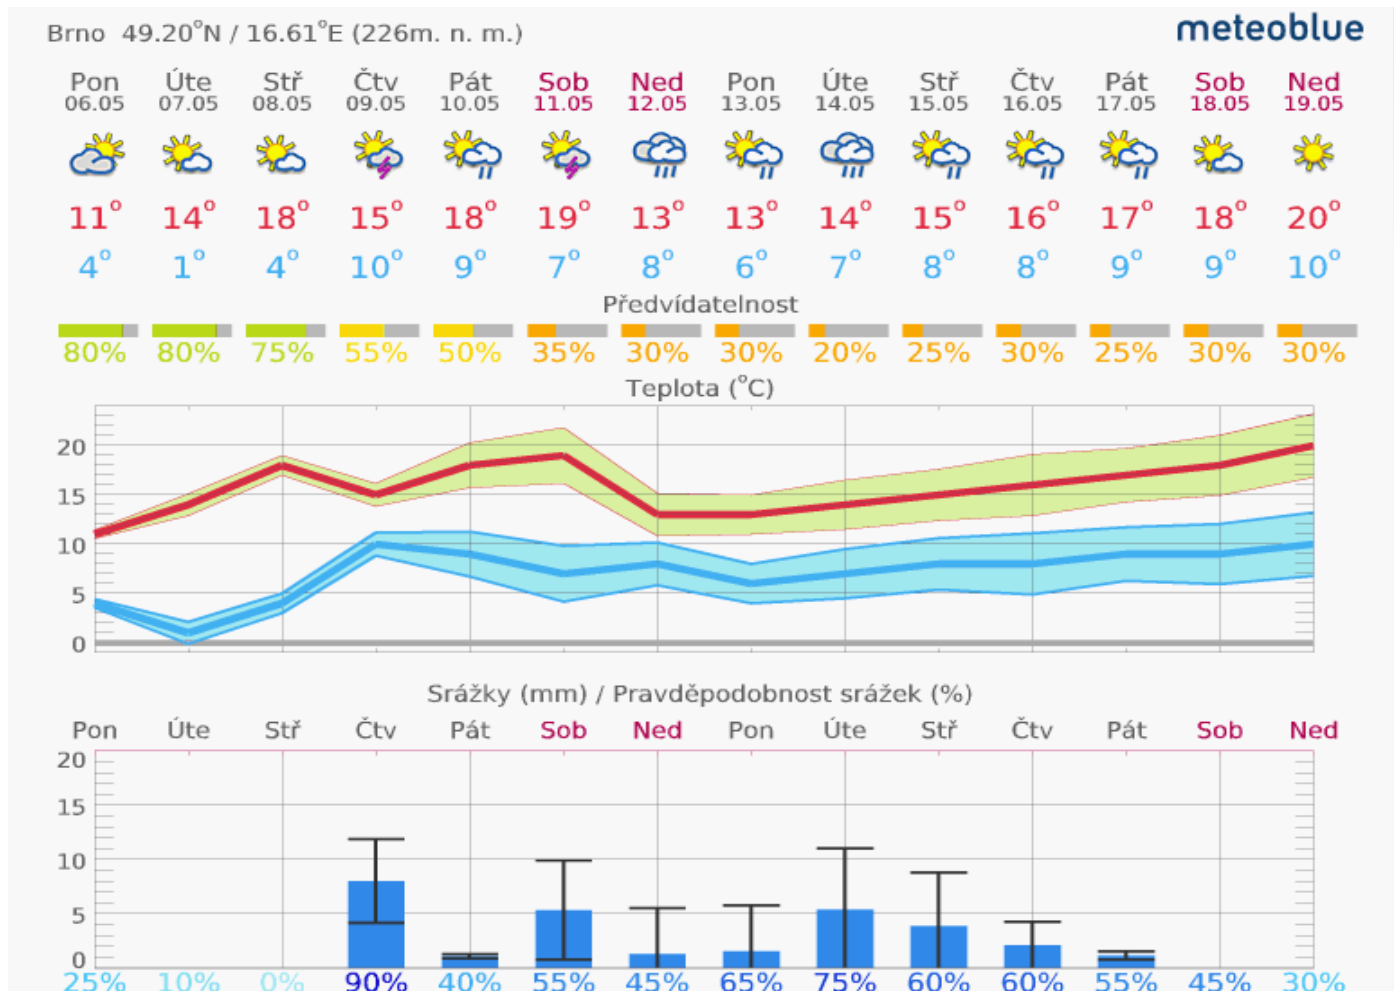 Brno 49.20°N / 16.61°E (226m. n. m.)
meteoblue
Pon Úte Stř Čtv Pát Sob Ned Pon Úte Stř Čtv Pát Sob Ned
06.05 07.05 08.05 09.05 10.05 11.05 12.05 13.05 14.05 15.05 16.05 17.05 18.05 19.05
11° 14° 18° 15° 18° 19° 13° 13° 14° 15° 16° 17° 18° 20°
4° 1° 4° 10° 9° 7° 8° 6° 7° 8° 8° 9° 9° 10°
Předvídatelnost
80% 80% 75% 55% 50% 35% 30% 30% 20% 25% 30% 25% 30% 30%
Teplota (°C)
20
15
10
5
0
Srážky (mm) / Pravděpodobnost srážek (%)
Pon Úte Stř Čtv Pát Sob Ned Pon Úte Stř Čtv Pát Sob Ned
20
15
10
5
0
25% 10% 0% 90% 40% 55% 45% 65% 75% 60% 60% 55% 45% 30%